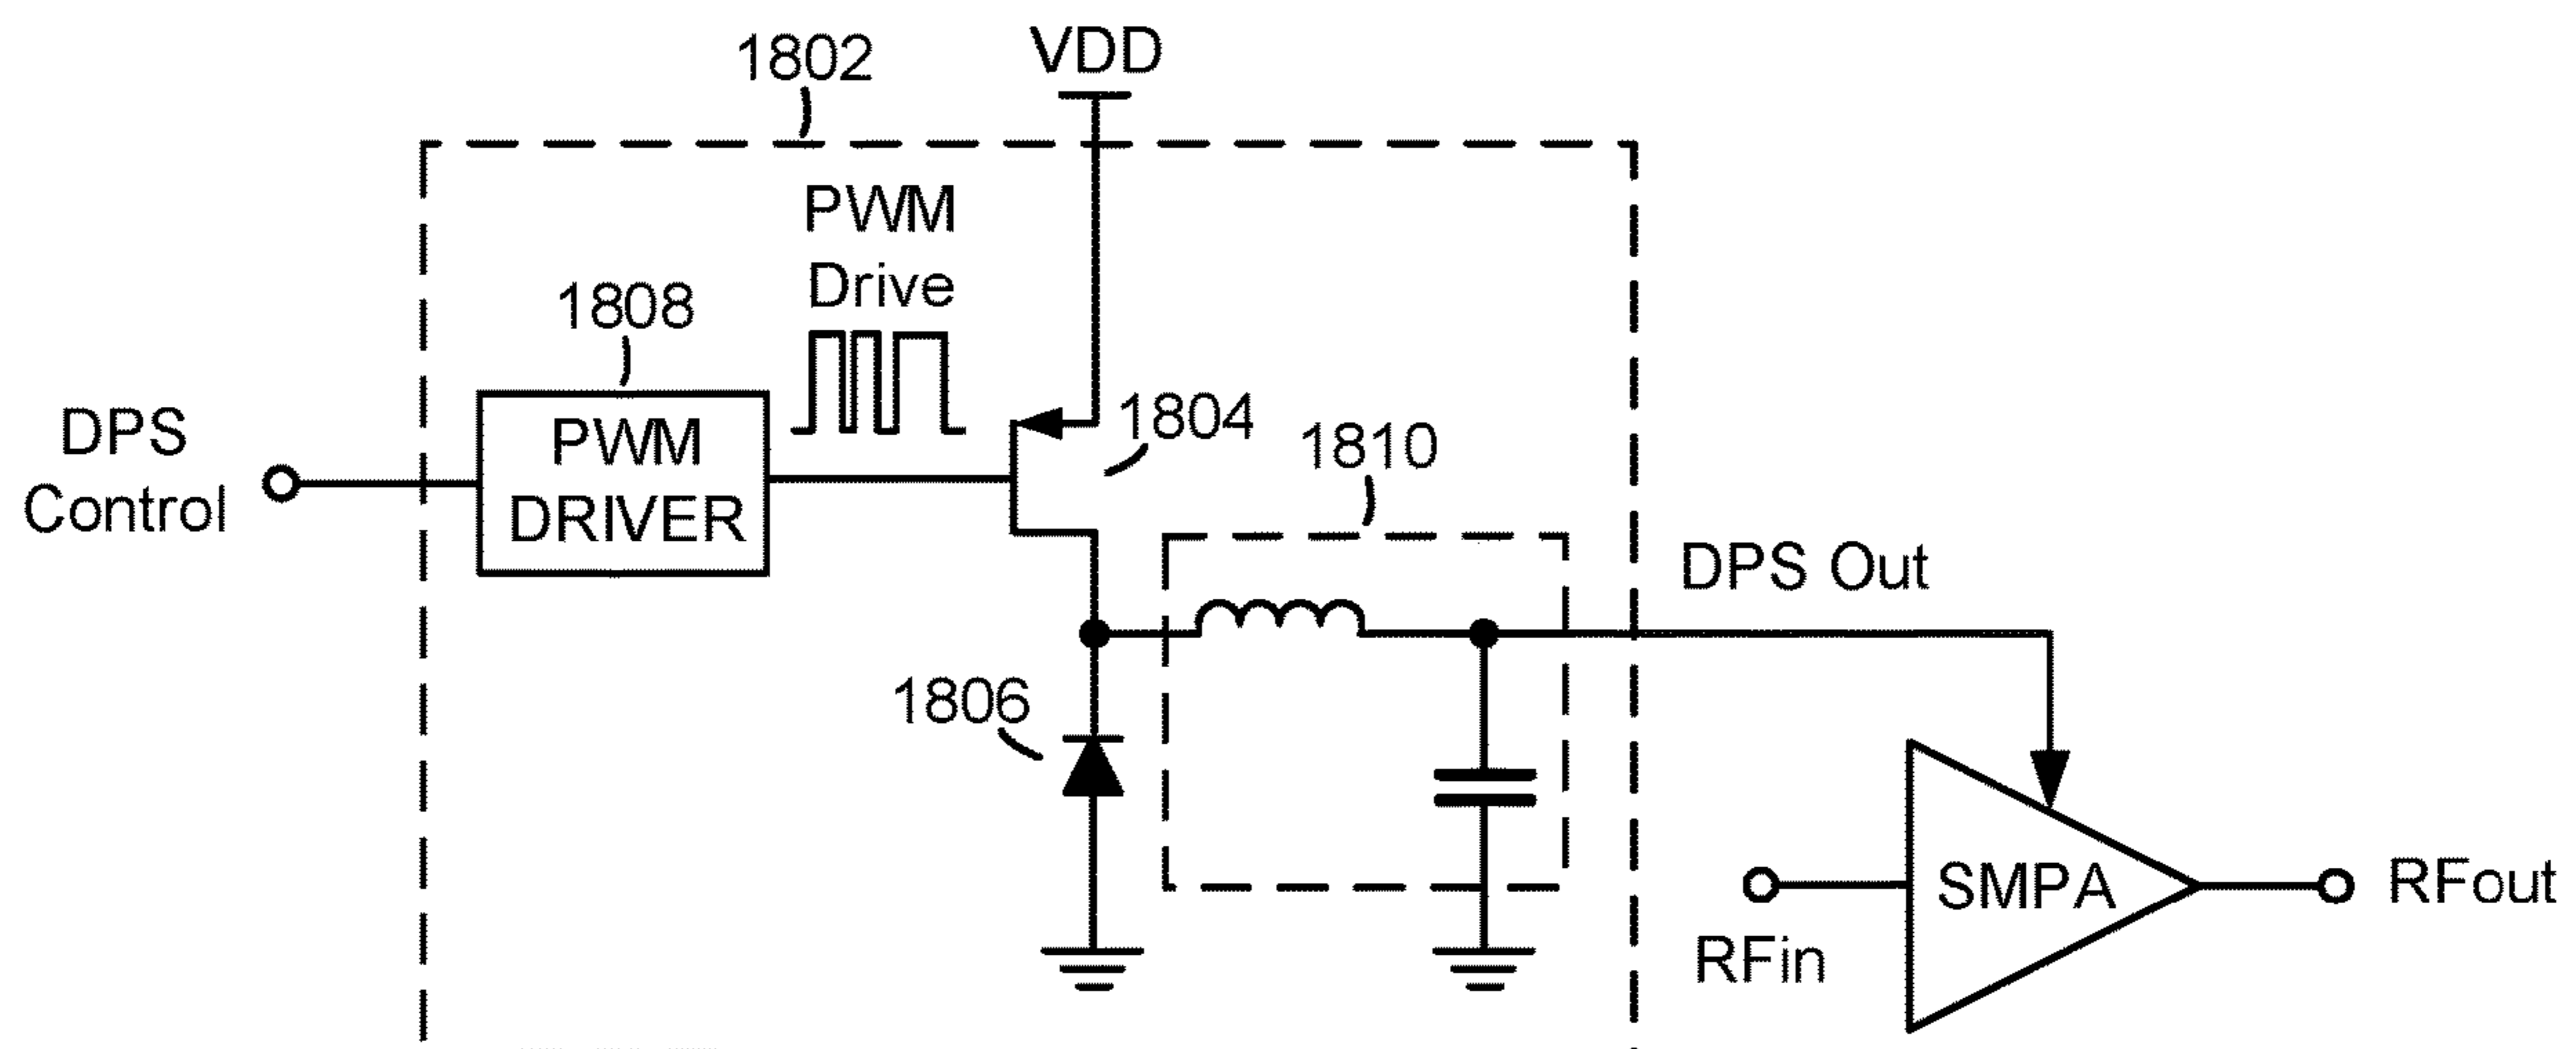 1802
VDD
PWM
Drive
1808
DPS
Control
PWM
DRIVER
1804
1810
DPS Out
1806
SMPA
RFin
RFout